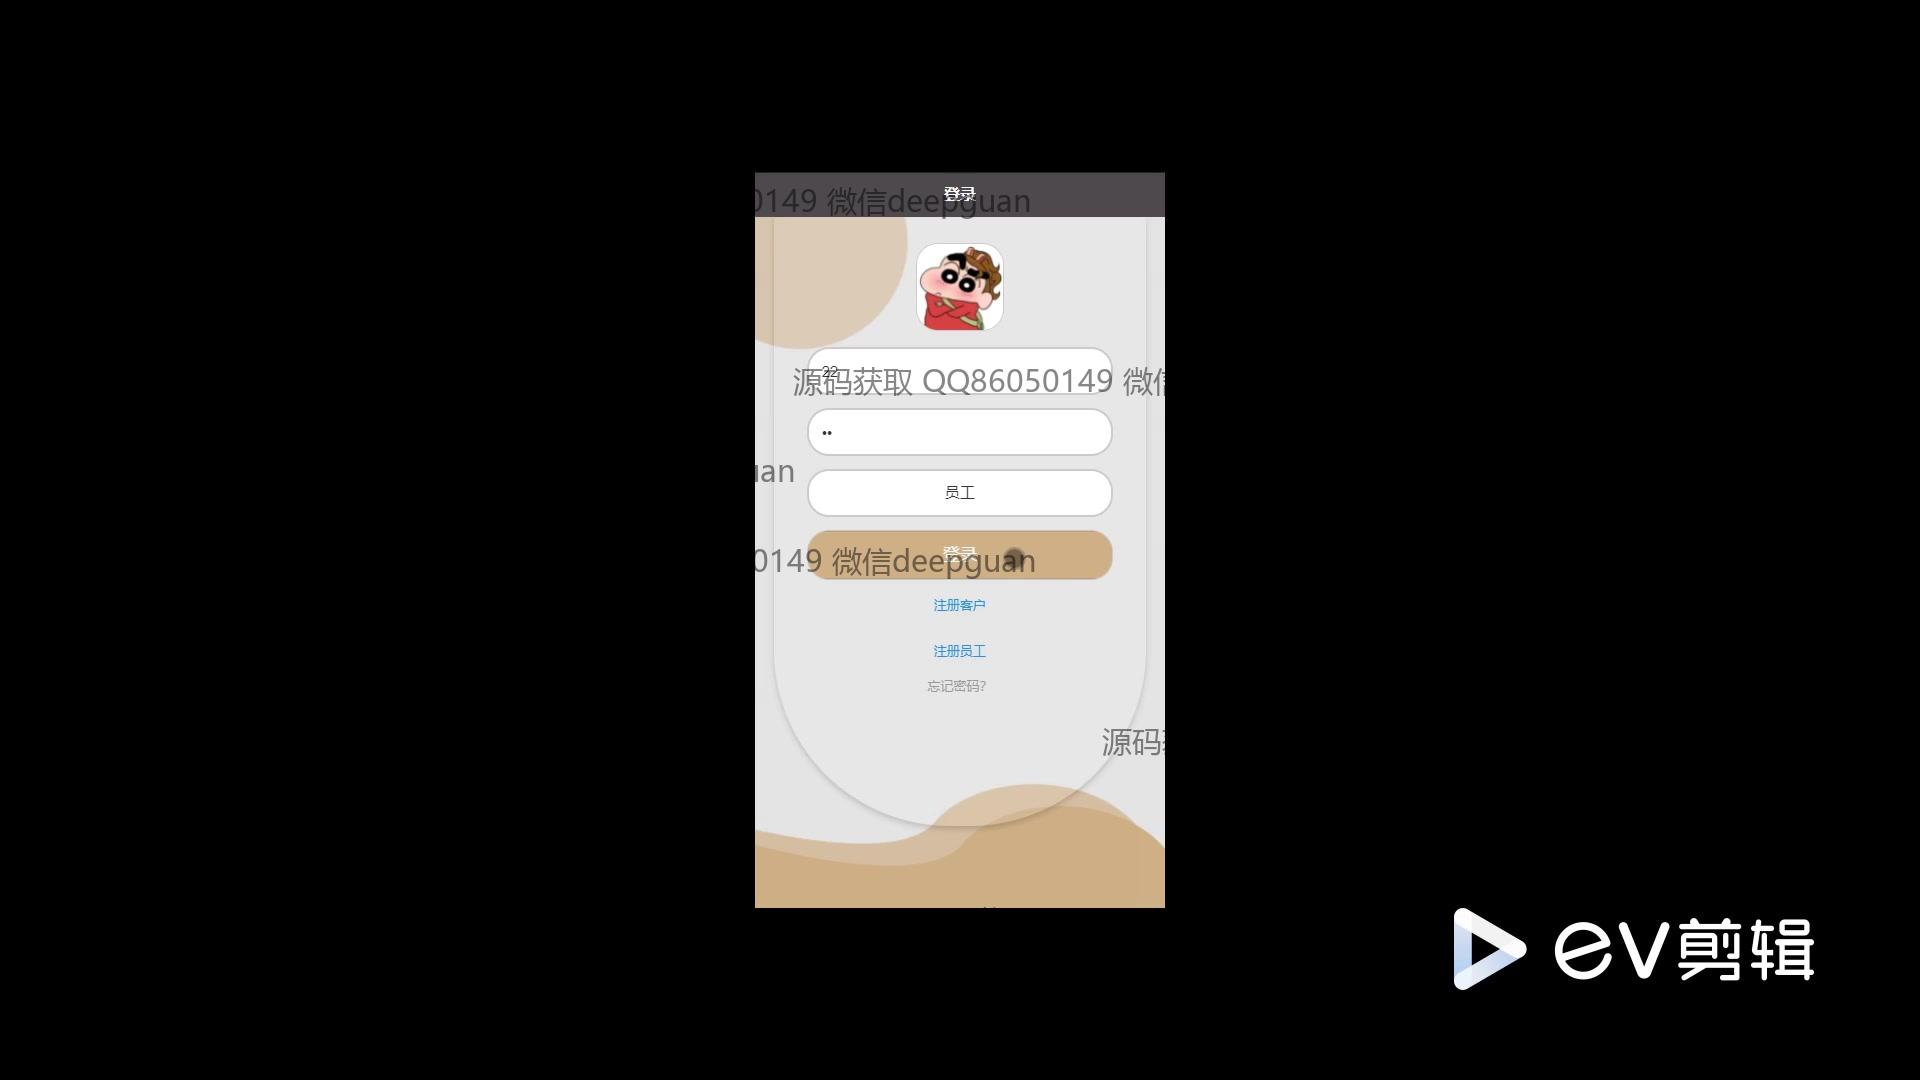 登录
0149 微信deepguan
22
源码获取 QQ86050149 微信
••
uan
员工
登录
0149 微信deepguan
注册客户
注册员工
忘记密码?
源码
ev剪辑